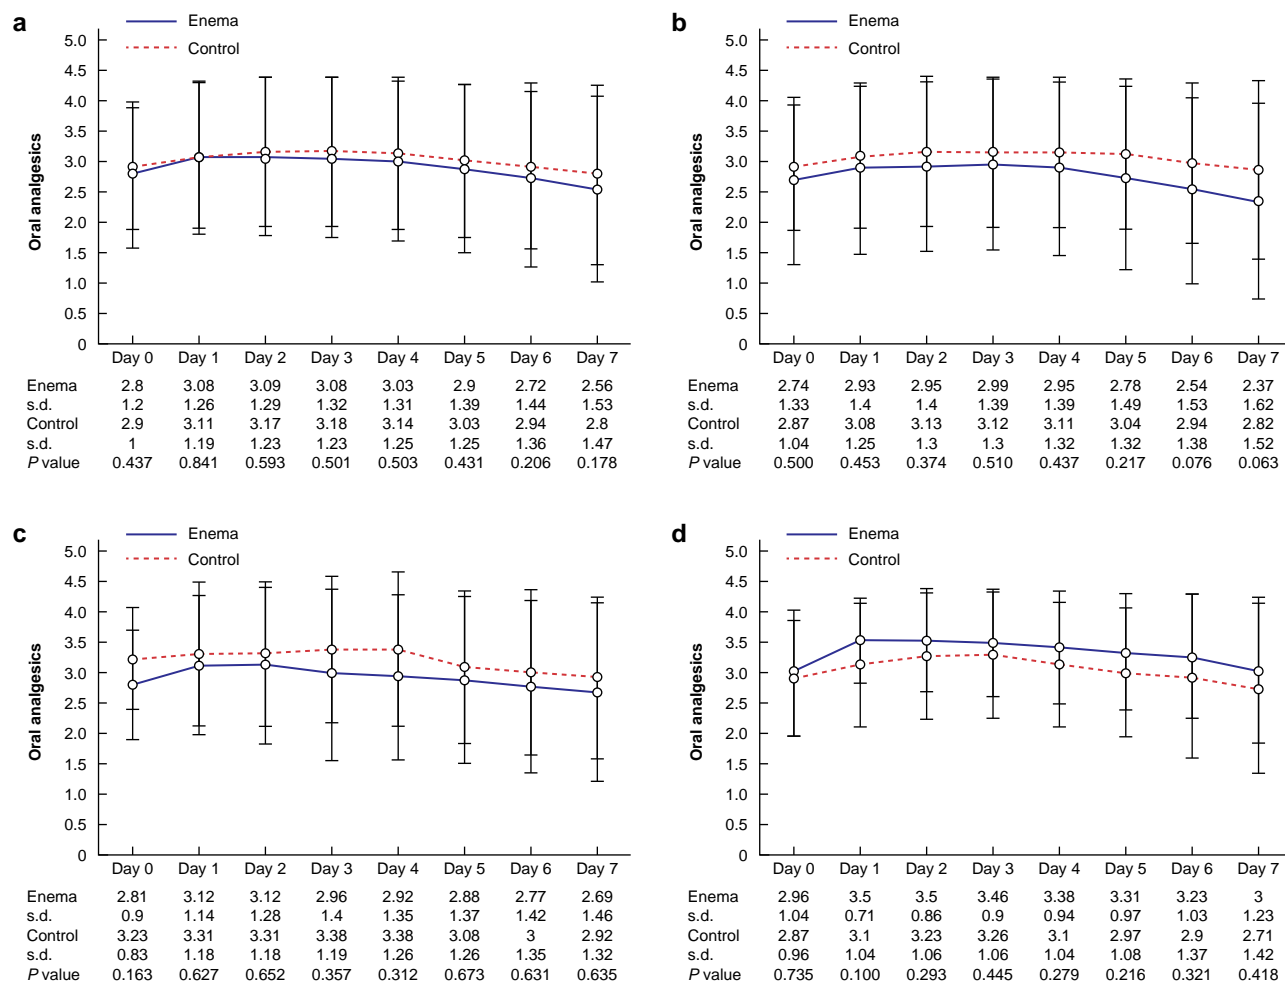 a
Enema
Control
Oral analgesics
5.0
4.5
4.0
3.5
3.0
2.5
2.0
1.5
1.0
0.5
0
Day 0 Day 1 Day 2 Day 3 Day 4 Day 5 Day 6 Day 7
Enema 2.8 3.08 3.09 3.08 3.03 2.9 2.72 2.56
s.d. 1.2 1.26 1.29 1.32 1.31 1.39 1.44 1.53
Control 2.9 3.11 3.17 3.18 3.14 3.03 2.94 2.8
s.d. 1 1.19 1.23 1.23 1.25 1.25 1.36 1.47
P value 0.437 0.841 0.593 0.501 0.503 0.431 0.206 0.178
b
Enema
Control
Oral analgesics
5.0
4.5
4.0
3.5
3.0
2.5
2.0
1.5
1.0
0.5
0
Day 0 Day 1 Day 2 Day 3 Day 4 Day 5 Day 6 Day 7
Enema 2.74 2.93 2.95 2.99 2.95 2.78 2.54 2.37
s.d. 1.33 1.4 1.4 1.39 1.39 1.49 1.53 1.62
Control 2.87 3.08 3.13 3.12 3.11 3.04 2.94 2.82
s.d. 1.04 1.25 1.3 1.3 1.32 1.32 1.38 1.52
P value 0.500 0.453 0.374 0.510 0.437 0.217 0.076 0.063
c
Enema
Control
Oral analgesics
5.0
4.5
4.0
3.5
3.0
2.5
2.0
1.5
1.0
0.5
0
Day 0 Day 1 Day 2 Day 3 Day 4 Day 5 Day 6 Day 7
Enema 2.81 3.12 3.12 2.96 2.92 2.88 2.77 2.69
s.d. 0.9 1.14 1.28 1.4 1.35 1.37 1.42 1.46
Control 3.23 3.31 3.31 3.38 3.38 3.08 3 2.92
s.d. 0.83 1.18 1.18 1.19 1.26 1.26 1.35 1.32
P value 0.163 0.627 0.652 0.357 0.312 0.673 0.631 0.635
d
Enema
Control
Oral analgesics
5.0
4.5
4.0
3.5
3.0
2.5
2.0
1.5
1.0
0.5
0
Day 0 Day 1 Day 2 Day 3 Day 4 Day 5 Day 6 Day 7
Enema 2.96 3.5 3.5 3.46 3.38 3.31 3.23 3
s.d. 1.04 0.71 0.86 0.9 0.94 0.97 1.03 1.23
Control 2.87 3.1 3.23 3.26 3.1 2.97 2.9 2.71
s.d. 0.96 1.04 1.06 1.06 1.04 1.08 1.37 1.42
P value 0.735 0.100 0.293 0.445 0.279 0.216 0.321 0.418